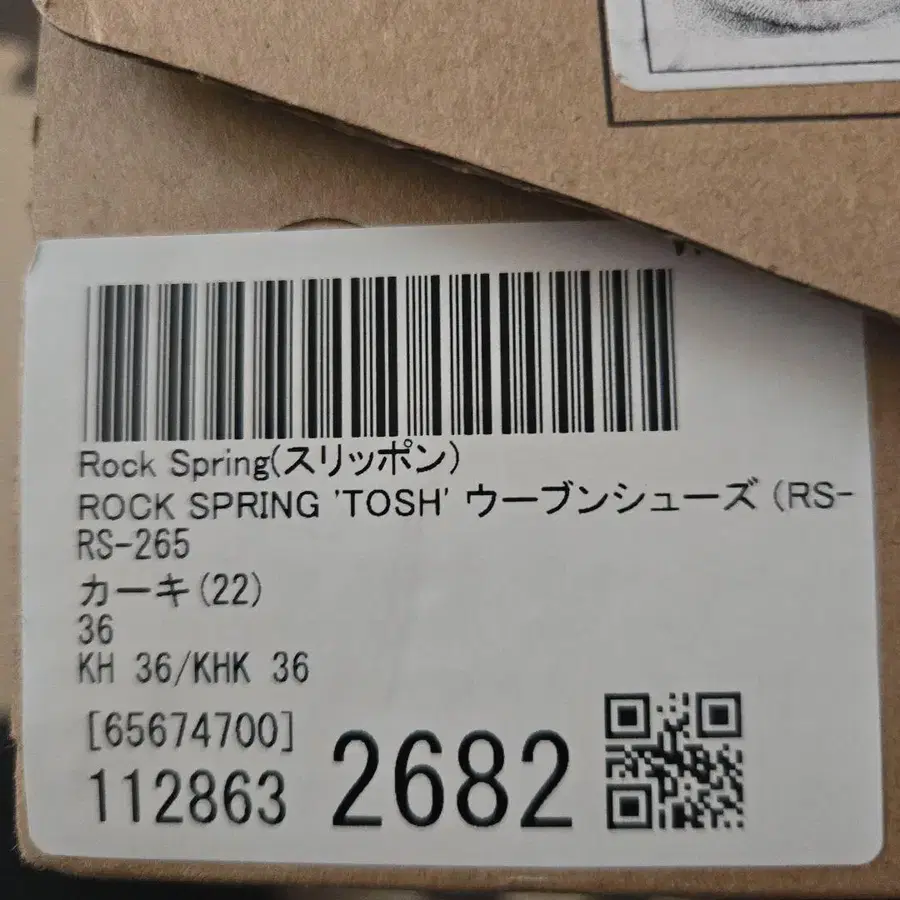 Rock Spring(スリッポン)
ROCK SPRING 'TOSH' ウーブンシューズ (RS-
RS-265
カーキ(22)
36
KH 36/KHK 36
[65674700]
112863 2682